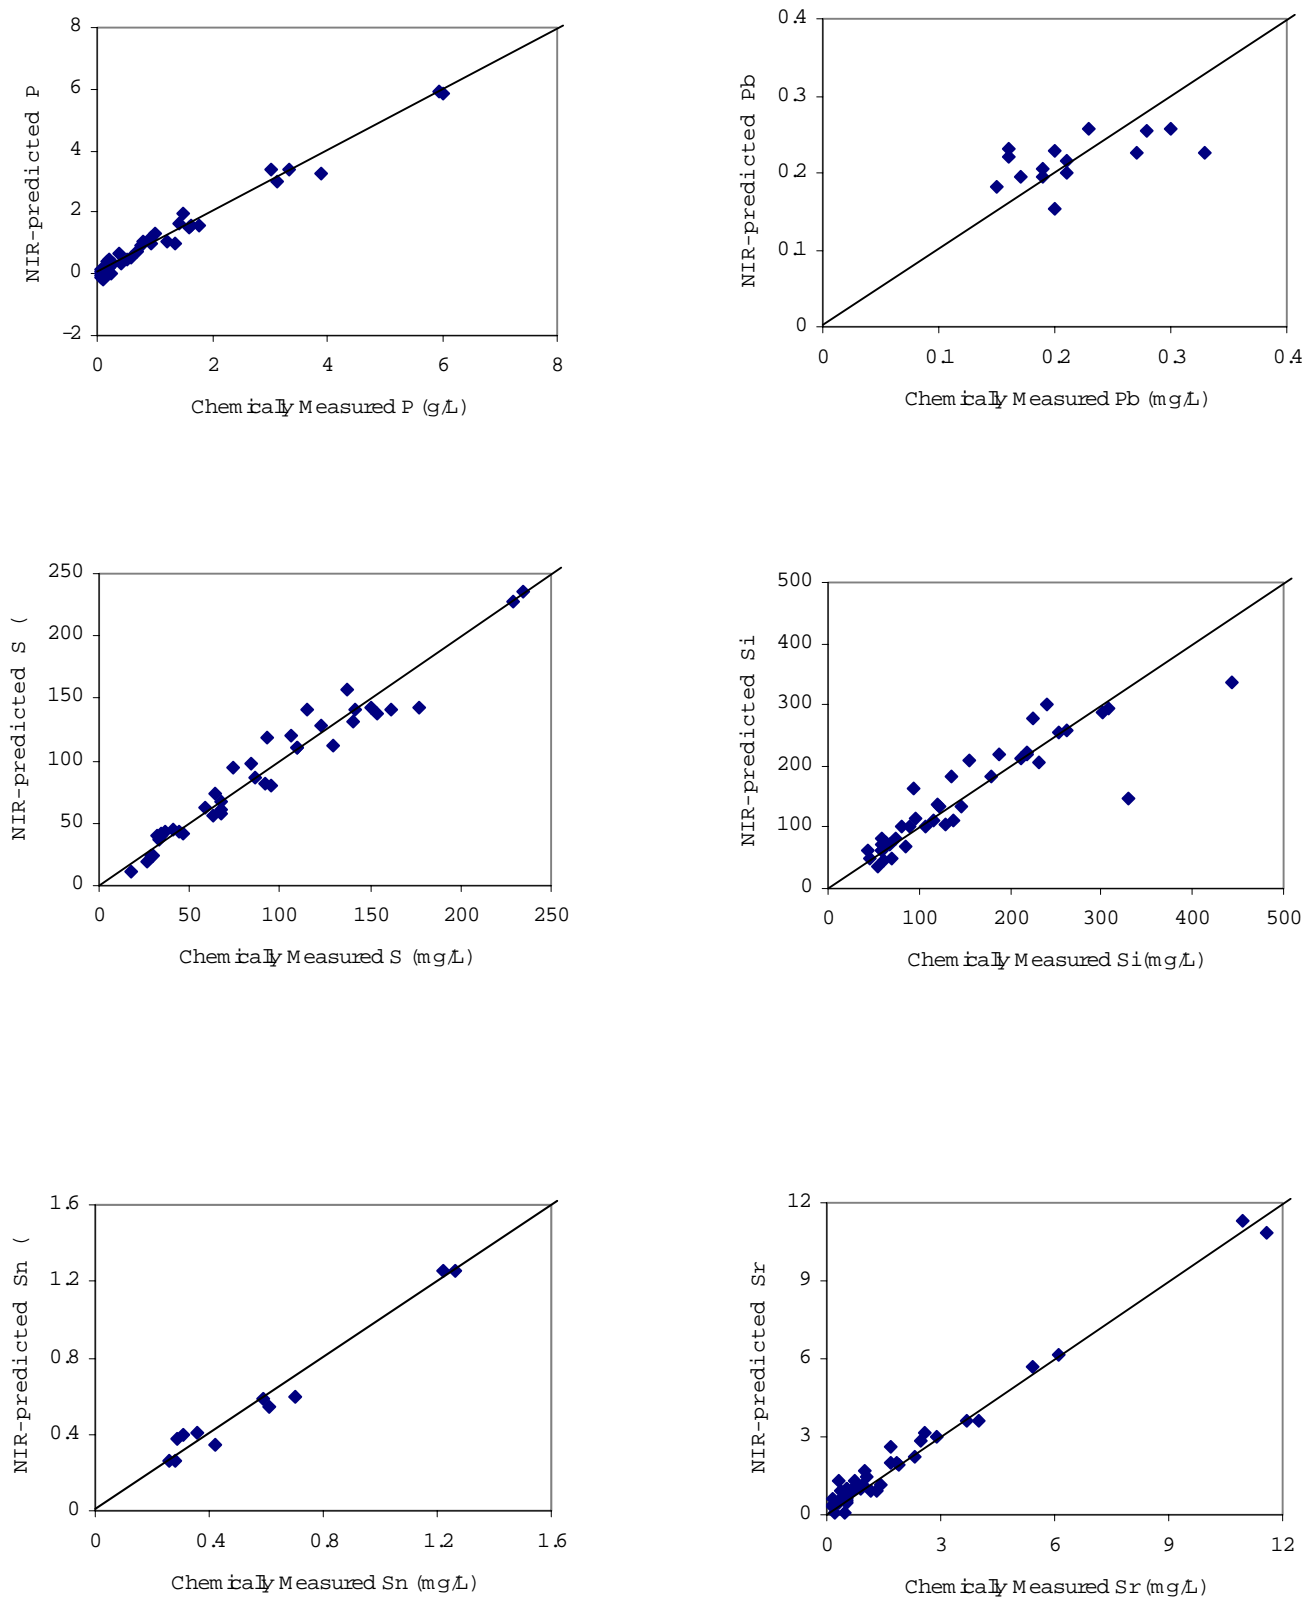 NIR-predicted P
8
6
4
2
0
-2
0 2 4 6 8
Chemically Measured P (g/L)
NIR-predicted Pb
0.4
0.3
0.2
0.1
0
0 0.1 0.2 0.3 0.4
Chemically Measured Pb (mg/L)
NIR-predicted S (
250
200
150
100
50
0
0 50 100 150 200 250
Chemically Measured S (mg/L)
NIR-predicted Si
500
400
300
200
100
0
0 100 200 300 400 500
Chemically Measured Si (mg/L)
NIR-predicted Sn (
1.6
1.2
0.8
0.4
0
0 0.4 0.8 1.2 1.6
Chemically Measured Sn (mg/L)
NIR-predicted Sr
12
9
6
3
0
0 3 6 9 12
Chemically Measured Sr (mg/L)